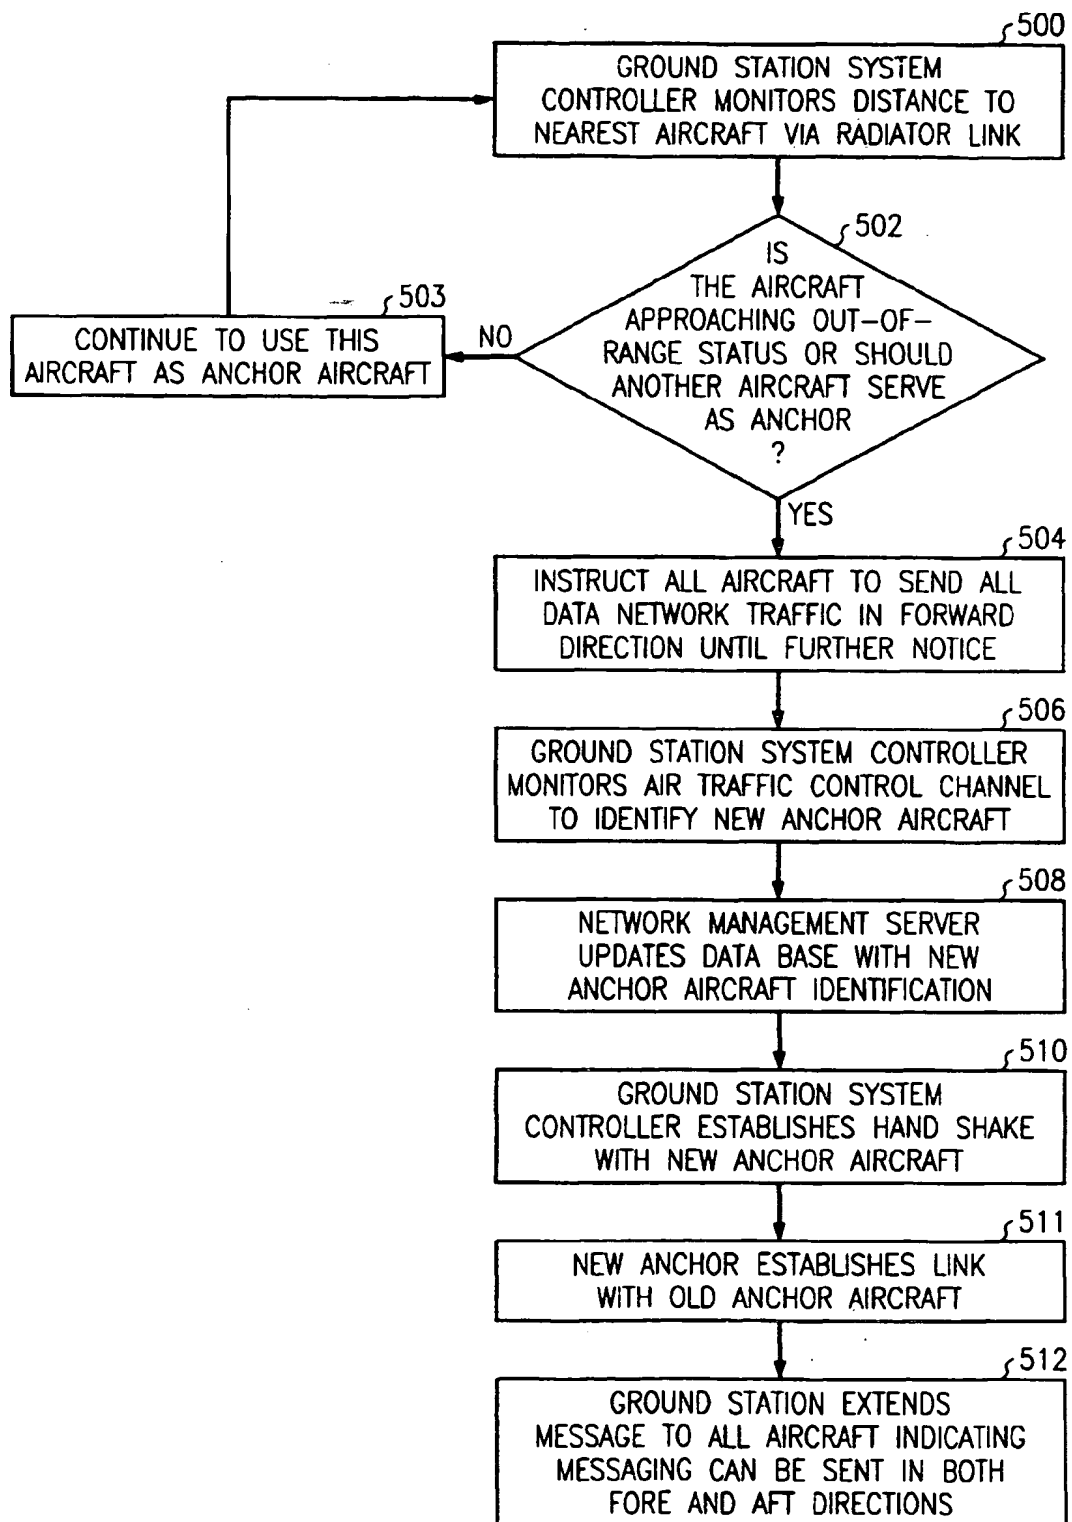 500
GROUND STATION SYSTEM
CONTROLLER MONITORS DISTANCE TO
NEAREST AIRCRAFT VIA RADIATOR LINK
502
IS
THE AIRCRAFT
APPROACHING OUT-OF-
RANGE STATUS OR SHOULD
ANOTHER AIRCRAFT SERVE
AS ANCHOR
?
NO
503
CONTINUE TO USE THIS
AIRCRAFT AS ANCHOR AIRCRAFT
YES
504
INSTRUCT ALL AIRCRAFT TO SEND ALL
DATA NETWORK TRAFFIC IN FORWARD
DIRECTION UNTIL FURTHER NOTICE
506
GROUND STATION SYSTEM CONTROLLER
MONITORS AIR TRAFFIC CONTROL CHANNEL
TO IDENTIFY NEW ANCHOR AIRCRAFT
508
NETWORK MANAGEMENT SERVER
UPDATES DATA BASE WITH NEW
ANCHOR AIRCRAFT IDENTIFICATION
510
GROUND STATION SYSTEM
CONTROLLER ESTABLISHES HAND SHAKE
WITH NEW ANCHOR AIRCRAFT
511
NEW ANCHOR ESTABLISHES LINK
WITH OLD ANCHOR AIRCRAFT
512
GROUND STATION EXTENDS
MESSAGE TO ALL AIRCRAFT INDICATING
MESSAGING CAN BE SENT IN BOTH
FORE AND AFT DIRECTIONS